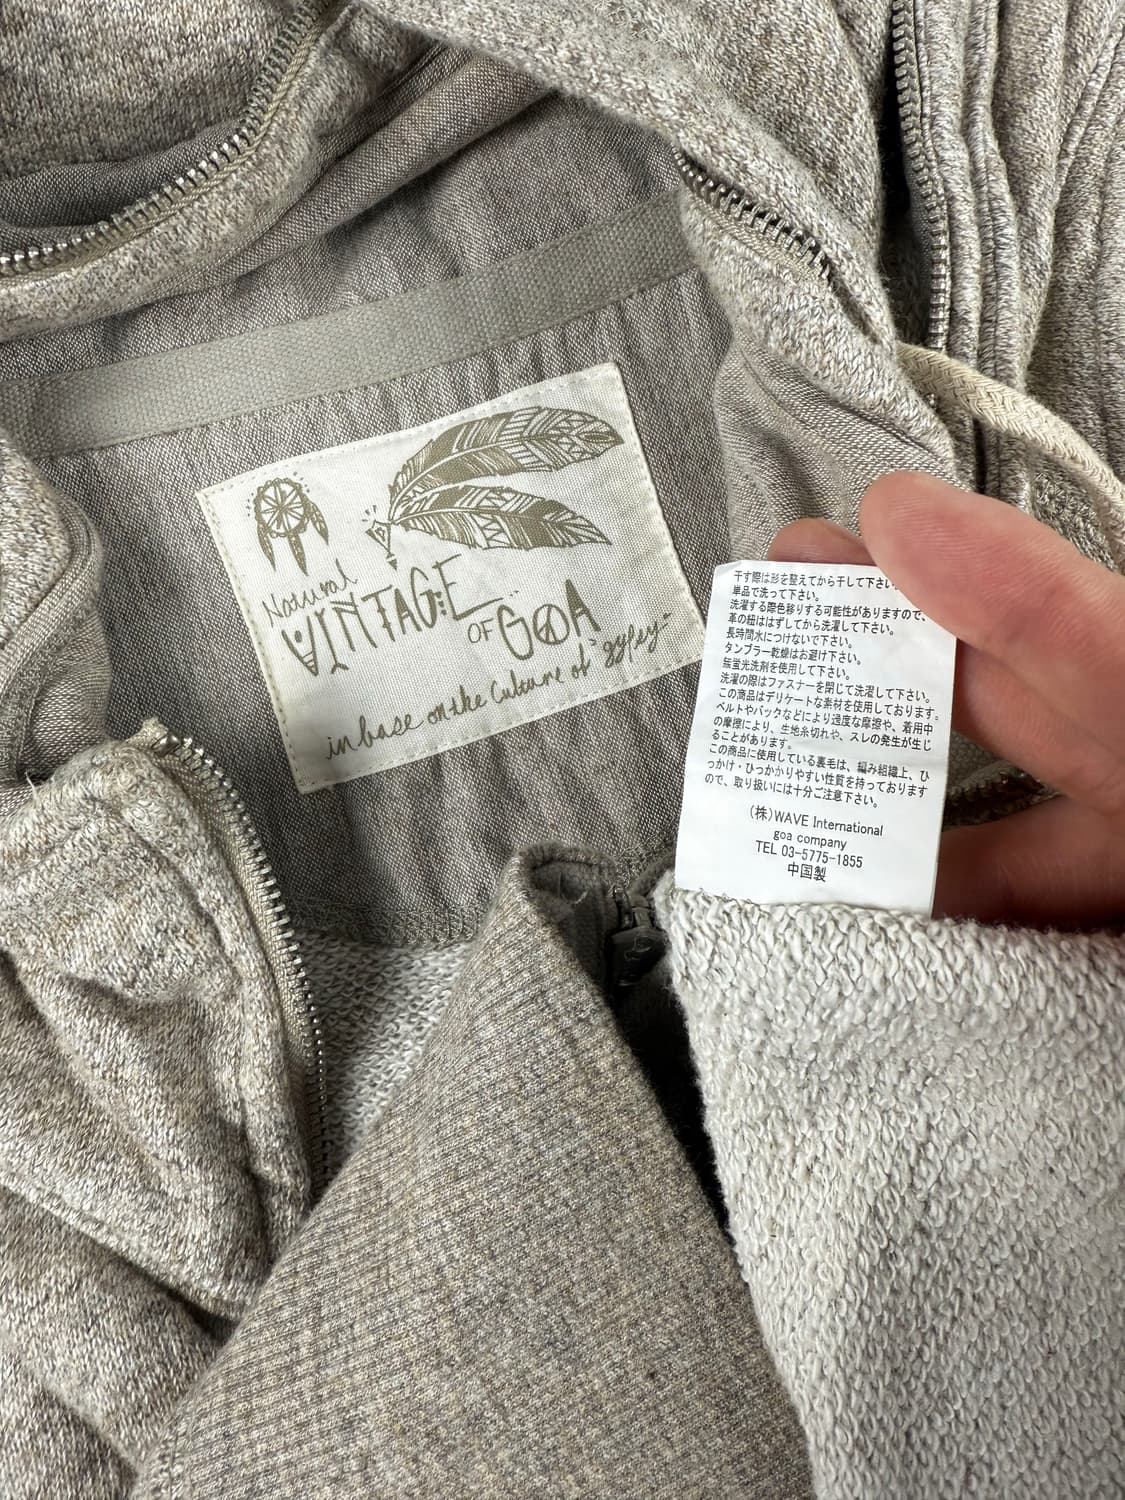 Natural
VINTAGE
OF GOA
in base on the Culture of "gypsy"
干す際は形を整えてから干して下さい。
単品で洗って下さい。
洗濯する際色移りする可能性がありますので、
革の紐ははずしてから洗濯して下さい。
長時間水につけないで下さい。
タンブラー乾燥はお避け下さい。
無蛍光洗剤を使用して下さい。
洗濯の際はファスナーを閉じて洗濯して下さい。
この商品はデリケートな素材を使用しております。
ベルトやバックなどにより過度な摩擦や、着用中
の摩擦により、生地糸切れや、スレの発生が生じ
ることがあります。
この商品に使用している裏毛は、編み組織上、ひ
っかけ・ひっかかりやすい性質を持っております
ので、取り扱いには十分ご注意下さい。
(株)WAVE International
goa company
TEL 03-5775-1855
中国製